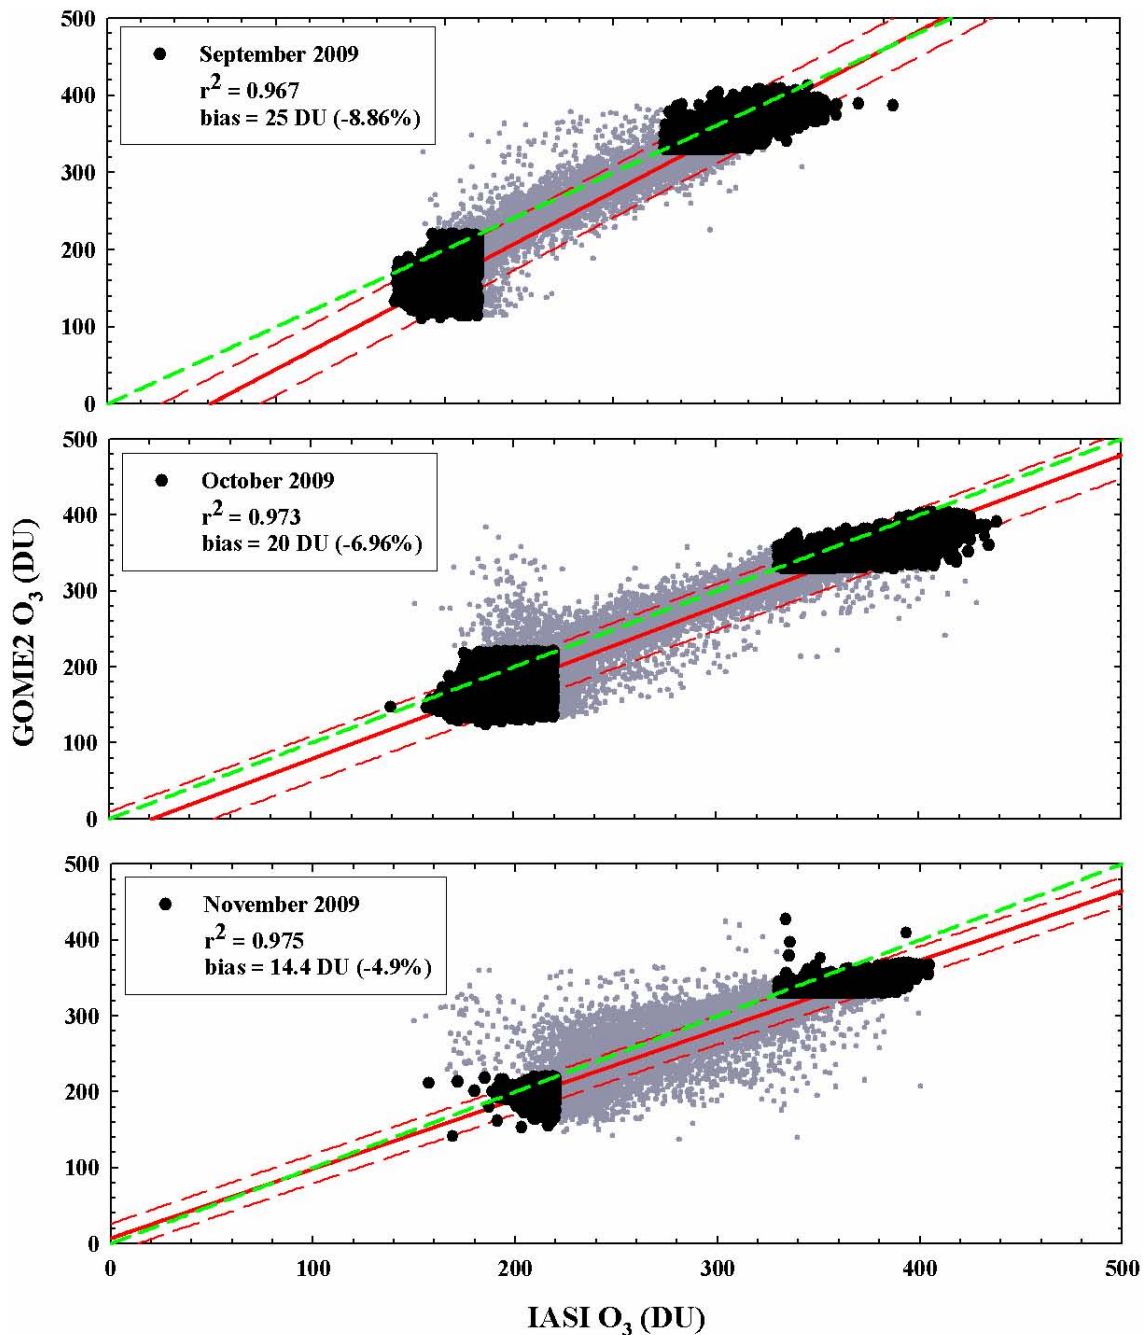 500
400
300
200
100
0
September 2009
r² = 0.967
bias = 25 DU (-8.86%)
500
400
300
200
100
0
October 2009
r² = 0.973
bias = 20 DU (-6.96%)
GOME2 O₃ (DU)
500
400
300
200
100
0
November 2009
r² = 0.975
bias = 14.4 DU (-4.9%)
0 100 200 300 400 500
IASI O₃ (DU)